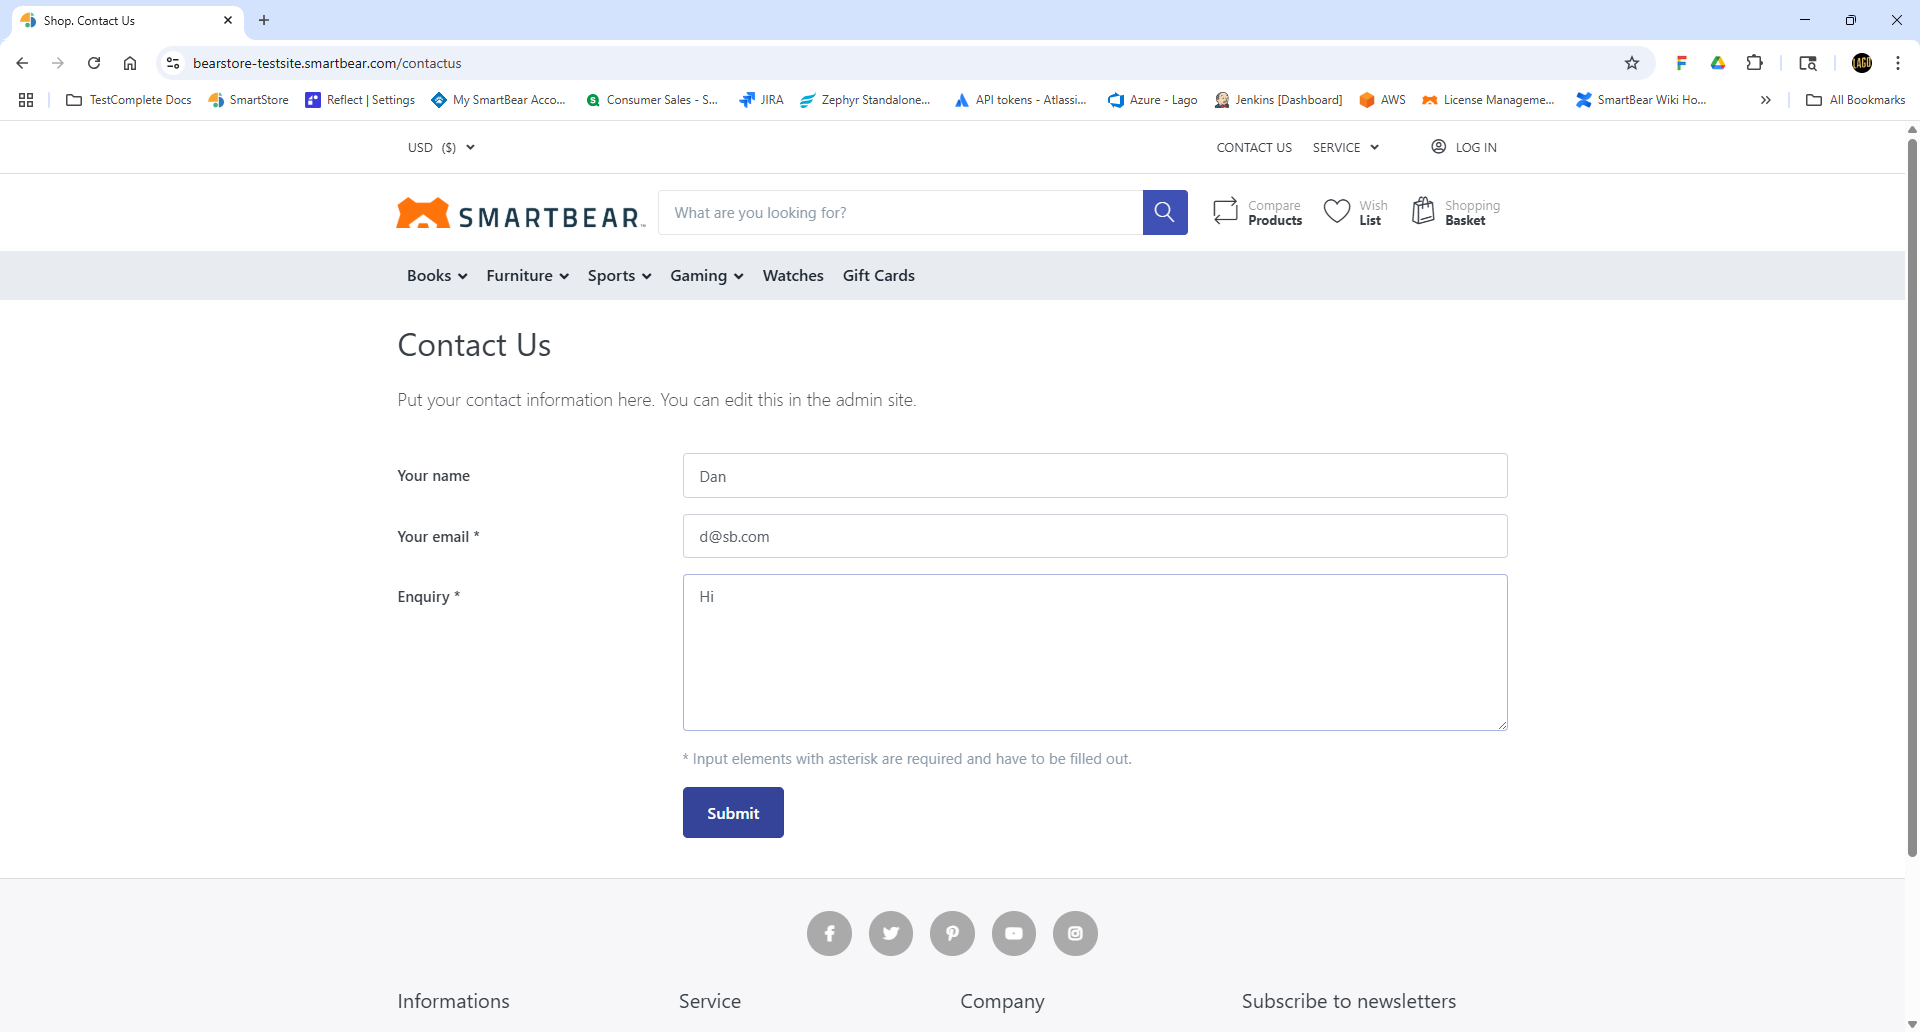 Shop. Contact Us
bearstore-testsite.smartbear.com/contactus
TestComplete Docs
SmartStore
Reflect | Settings
My SmartBear Acco...
Consumer Sales - S...
JIRA
Zephyr Standalone...
API tokens - Atlassi...
Azure - Lago
Jenkins [Dashboard]
AWS
License Manageme...
SmartBear Wiki Ho...
All Bookmarks
USD ($)
CONTACT US
SERVICE
LOG IN
SMARTBEAR
What are you looking for?
Compare
Products
Wish
List
Shopping
Basket
Books
Furniture
Sports
Gaming
Watches
Gift Cards
Contact Us
Put your contact information here. You can edit this in the admin site.
Your name
Dan
Your email *
d@sb.com
Enquiry *
Hi
* Input elements with asterisk are required and have to be filled out.
Submit
Informations
Service
Company
Subscribe to newsletters